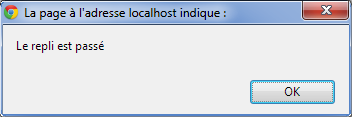 La page à l'adresse localhost indique :
Le repli est passé
OK